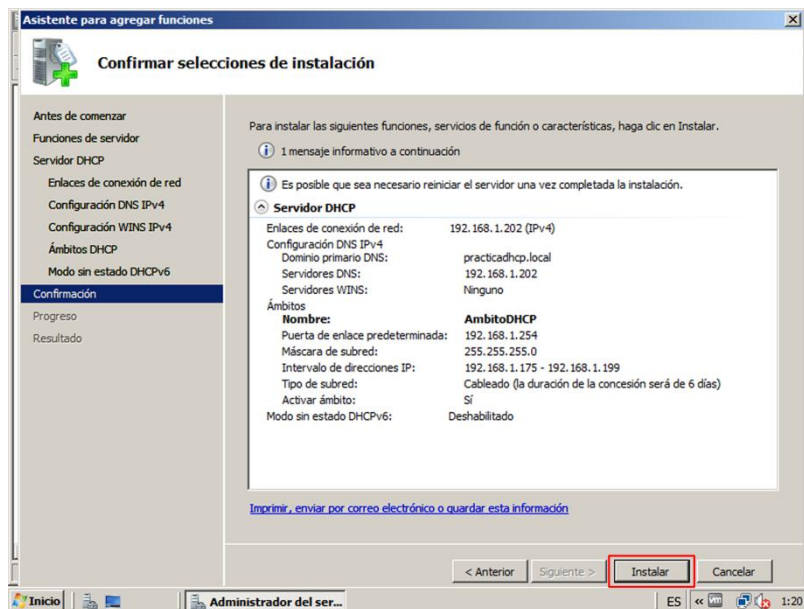 Asistente para agregar funciones
Confirmar selecciones de instalación
Antes de comenzar
Funciones de servidor
Servidor DHCP
Enlaces de conexión de red
Configuración DNS IPv4
Configuración WINS IPv4
Ámbitos DHCP
Modo sin estado DHCPv6
Confirmación
Progreso
Resultado
Para instalar las siguientes funciones, servicios de función o características, haga clic en Instalar.
1 mensaje informativo a continuación
Es posible que sea necesario reiniciar el servidor una vez completada la instalación.
Servidor DHCP
Enlaces de conexión de red: 192.168.1.202 (IPv4)
Configuración DNS IPv4
Dominio primario DNS: practicadhcp.local
Servidores DNS: 192.168.1.202
Servidores WINS: Ninguno
Ámbitos
Nombre: AmbitoDHCP
Puerta de enlace predeterminada: 192.168.1.254
Máscara de subred: 255.255.255.0
Intervalo de direcciones IP: 192.168.1.175 - 192.168.1.199
Tipo de subred: Cableado (la duración de la concesión será de 6 días)
Activar ámbito: Sí
Modo sin estado DHCPv6: Deshabilitado
Imprimir, enviar por correo electrónico o guardar esta información
< Anterior Siguiente > Instalar Cancelar
Inicio Administrador del ser... ES « vm 1:20